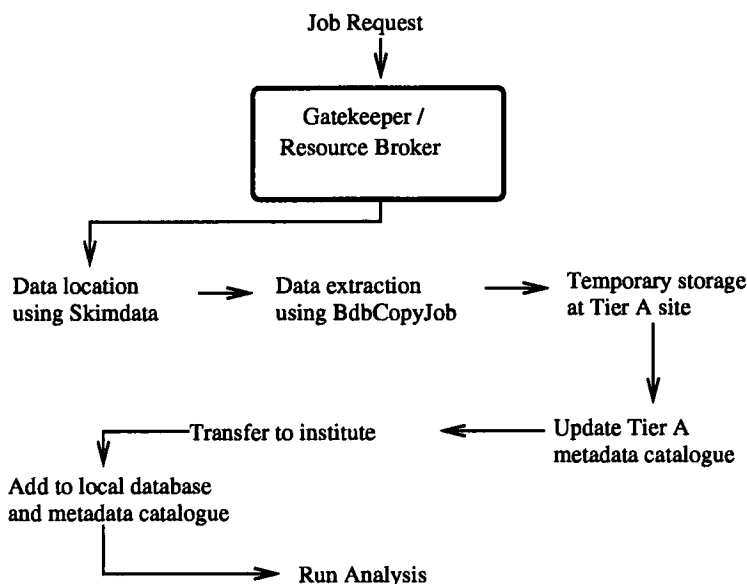 Job Request
Gatekeeper /
Resource Broker
Data location
using Skimdata
Data extraction
using BdbCopyJob
Temporary storage
at Tier A site
Transfer to institute
Update Tier A
metadata catalogue
Add to local database
and metadata catalogue
Run Analysis